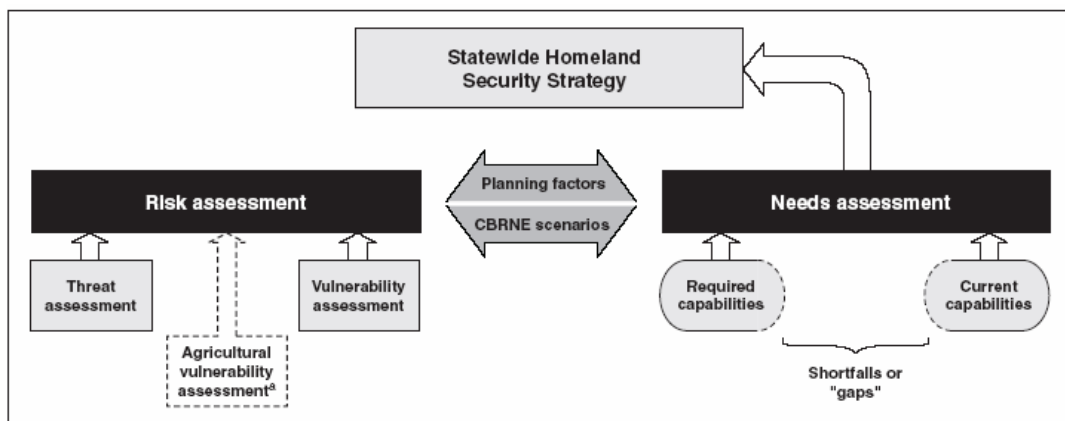 Statewide Homeland
Security Strategy
Planning factors
CBRNE scenarios
Risk assessment
Needs assessment
Threat
assessment
Vulnerability
assessment
Agricultural
vulnerability
assessmentª
Required
capabilities
Current
capabilities
Shortfalls or
"gaps"